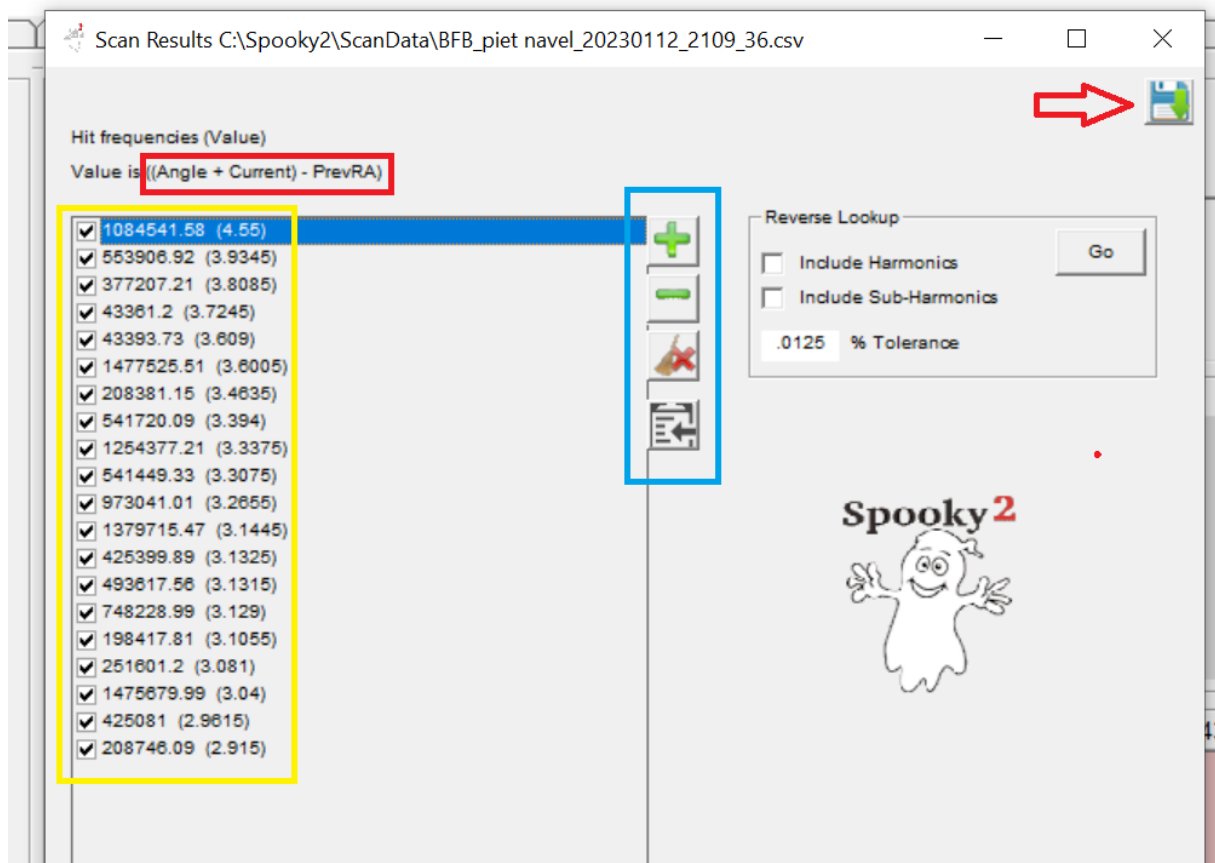 Scan Results C:\Spooky2\ScanData\BFB_piet navel_20230112_2109_36.csv
Hit frequencies (Value)
Value is ((Angle + Current) - PrevRA)
1084541.58 (4.55)
553906.92 (3.9345)
377207.21 (3.8085)
43361.2 (3.7245)
43393.73 (3.609)
1477525.51 (3.6005)
208381.15 (3.4635)
541720.09 (3.394)
1254377.21 (3.3375)
541449.33 (3.3075)
973041.01 (3.2655)
1379715.47 (3.1445)
425399.89 (3.1325)
493617.56 (3.1315)
748228.99 (3.129)
198417.81 (3.1055)
251601.2 (3.081)
1475679.99 (3.04)
425081 (2.9615)
208746.09 (2.915)
Reverse Lookup
Include Harmonics
Go
Include Sub-Harmonics
.0125 % Tolerance
Spooky2